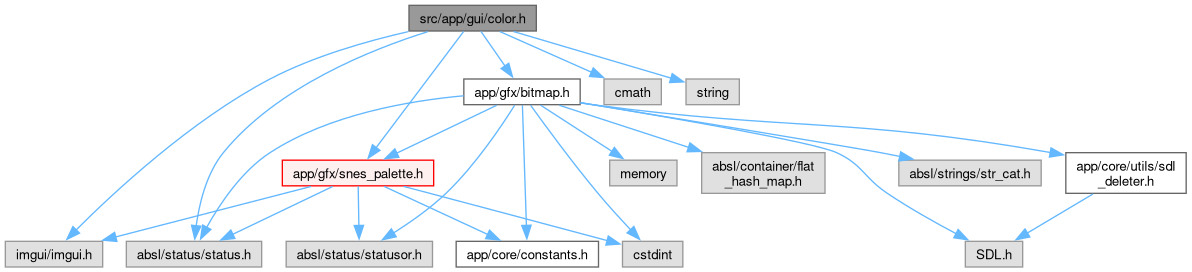 src/app/gui/color.h
app/gfx/bitmap.h
cmath
string
app/gfx/snes_palette.h
memory
absl/container/flat
_hash_map.h
absl/strings/str_cat.h
app/core/utils/sdl
_deleter.h
imgui/imgui.h
absl/status/status.h
absl/status/statusor.h
app/core/constants.h
cstdint
SDL.h